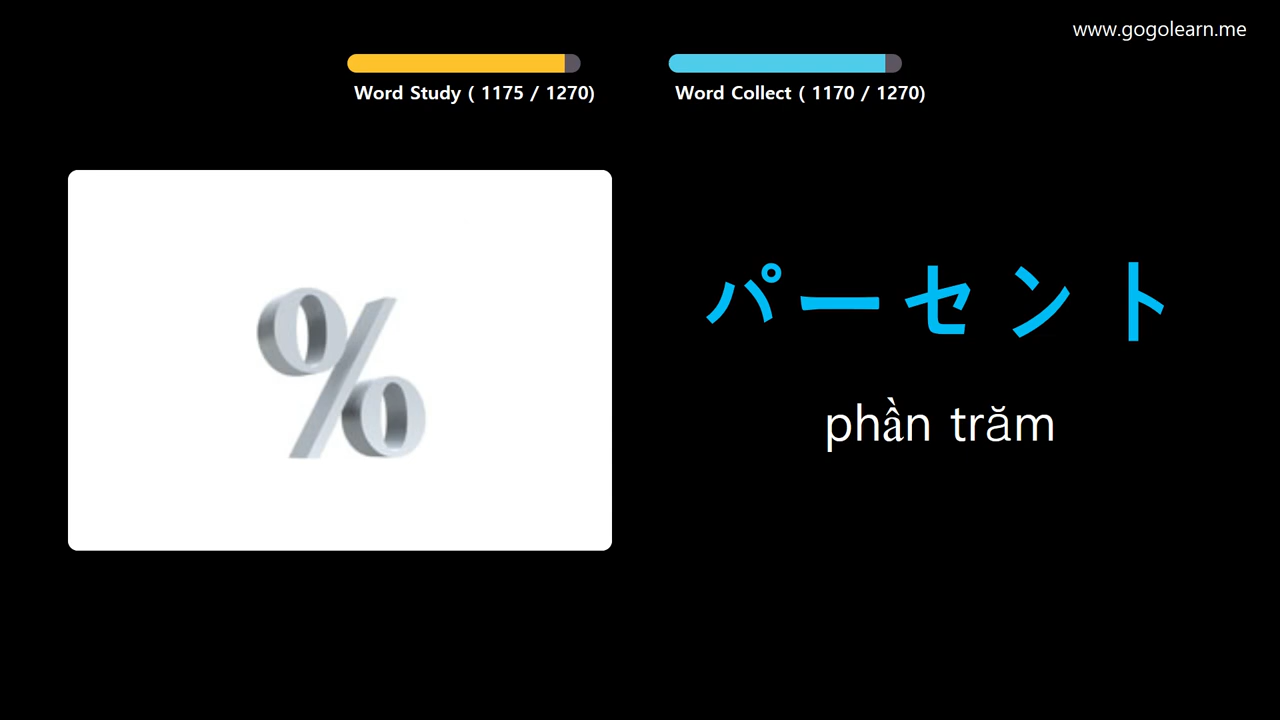 www.gogolearn.me
Word Study ( 1175 / 1270)
Word Collect ( 1170 / 1270)
%
パーセント
phần trăm